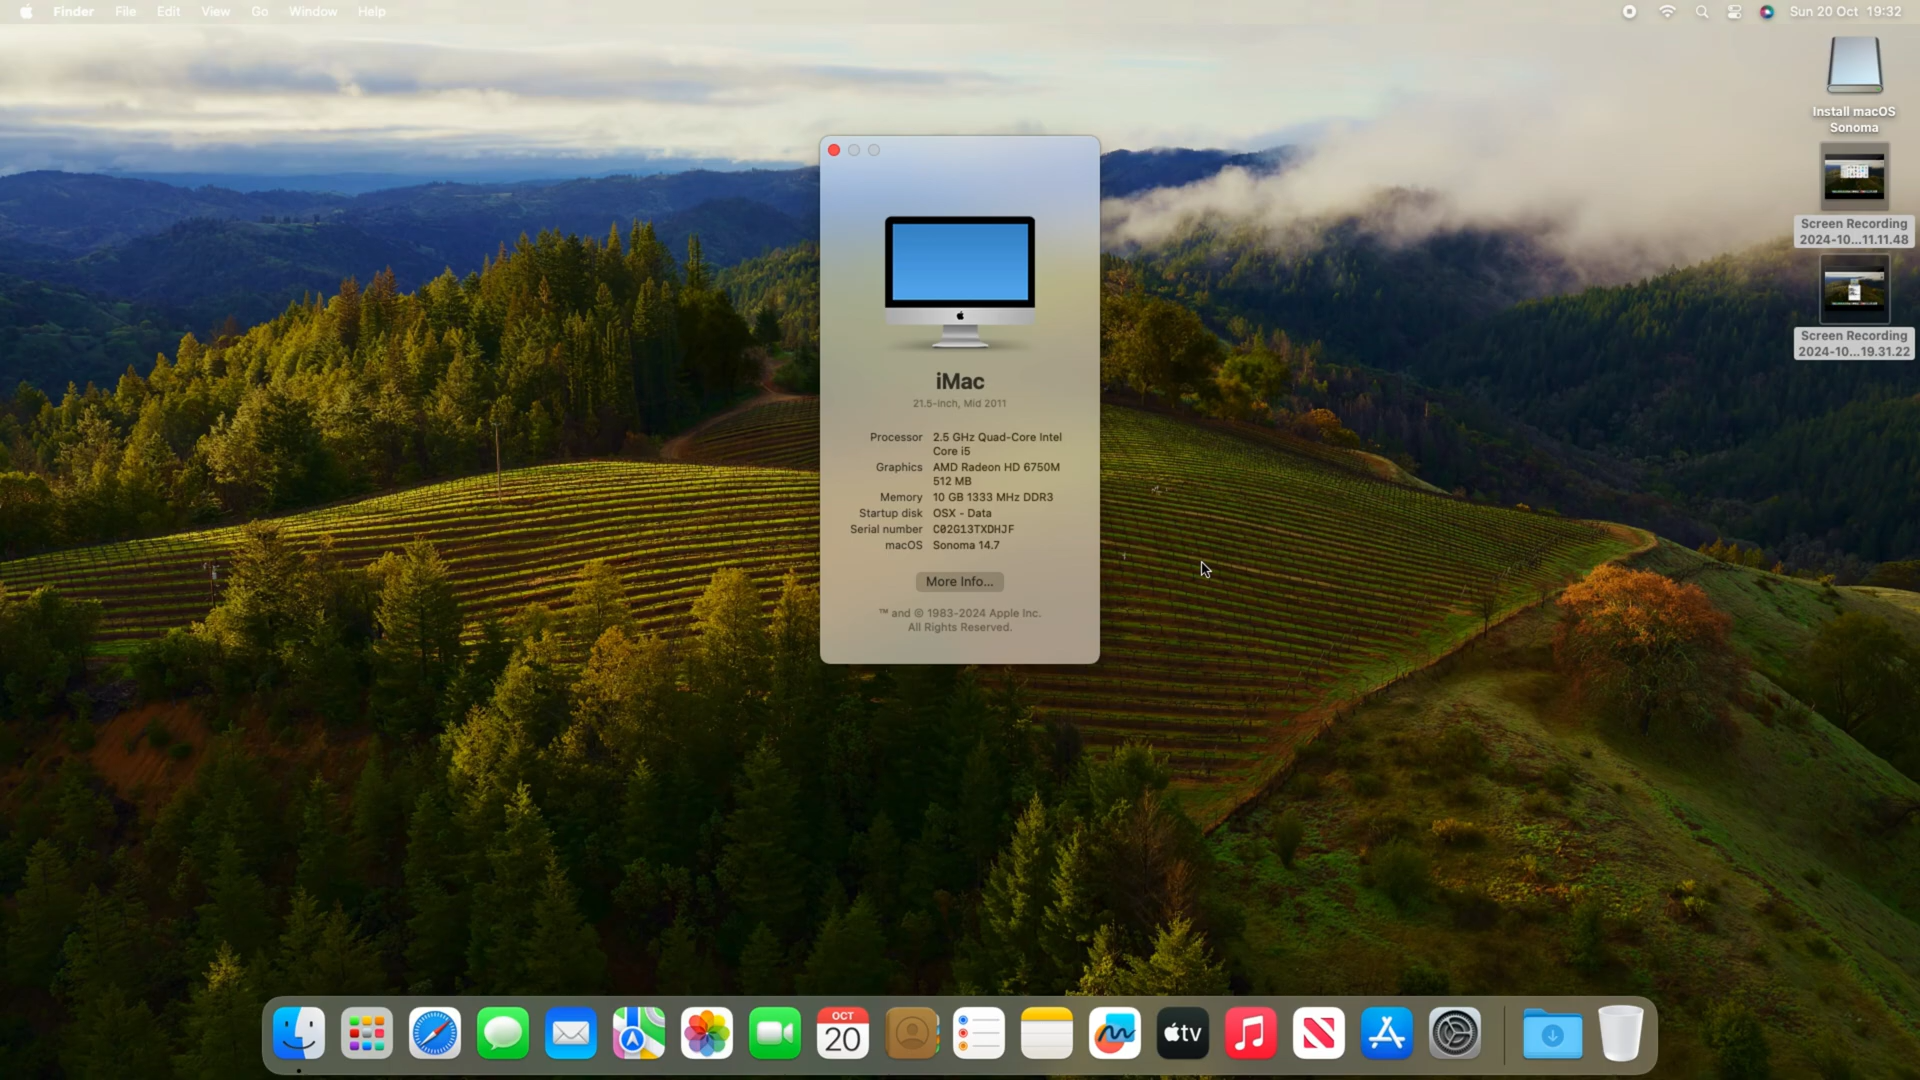 Finder File Edit View Go Window Help
Sun 20 Oct 19:32
Install macOS
Sonoma
Screen Recording
2024-10...11.11.48
Screen Recording
2024-10...19.31.22
iMac
21.5-inch, Mid 2011
Processor 2.5 GHz Quad-Core Intel
Core i5
Graphics AMD Radeon HD 6750M
512 MB
Memory 10 GB 1333 MHz DDR3
Startup disk OSX - Data
Serial number C02G13TXDHJF
macOS Sonoma 14.7
More Info...
™ and © 1983-2024 Apple Inc.
All Rights Reserved.
OCT
20
tv